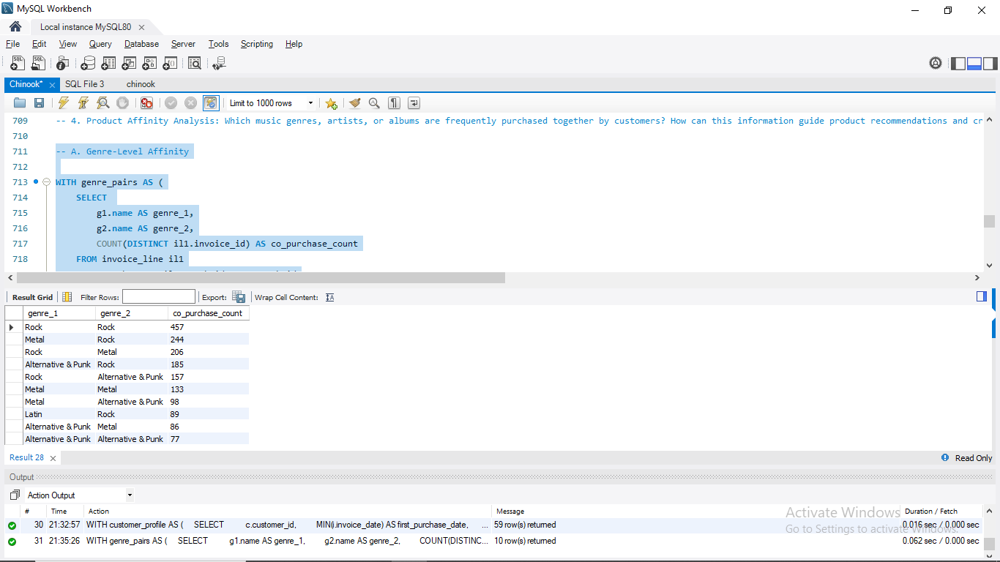 MySQL Workbench
Local instance MySQL80
File Edit View Query Database Server Tools Scripting Help
Chinook* SQL File 3 chinook
Limit to 1000 rows
709 -- 4. Product Affinity Analysis: Which music genres, artists, or albums are frequently purchased together by customers? How can this information guide product recommendations and cr
710
711 -- A. Genre-Level Affinity
712
713 WITH genre_pairs AS (
714 SELECT
715 g1.name AS genre_1,
716 g2.name AS genre_2,
717 COUNT(DISTINCT il1.invoice_id) AS co_purchase_count
718 FROM invoice_line il1
Result Grid Filter Rows: Export: Wrap Cell Content:
genre_1 genre_2 co_purchase_count
Rock Rock 457
Metal Rock 244
Rock Metal 206
Alternative & Punk Rock 185
Rock Alternative & Punk 157
Metal Metal 133
Metal Alternative & Punk 98
Latin Rock 89
Alternative & Punk Metal 86
Alternative & Punk Alternative & Punk 77
Result 28 Read Only
Output
Action Output
# Time Action Message Duration / Fetch
30 21:32:57 WITH customer_profile AS ( SELECT c.customer_id, MIN(i.invoice_date) AS first_purchase_date, ... 59 row(s) returned 0.016 sec / 0.000 sec
31 21:35:26 WITH genre_pairs AS ( SELECT g1.name AS genre_1, g2.name AS genre_2, COUNT(DISTINC... 10 row(s) returned 0.062 sec / 0.000 sec
Activate Windows
Go to Settings to activate Windows.